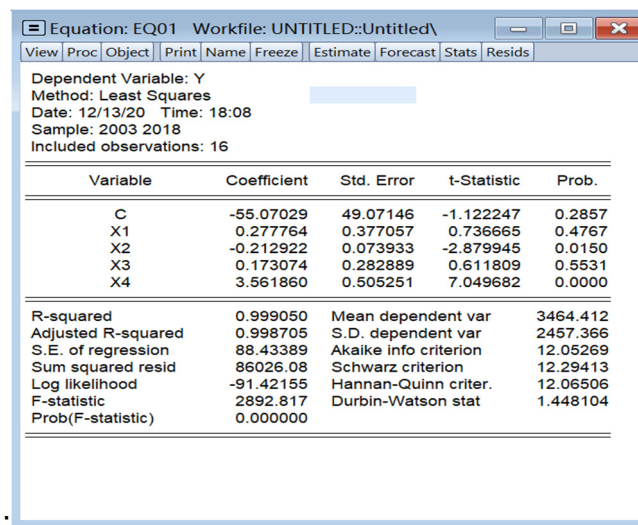 Equation: EQ01 Workfile: UNTITLED::Untitled\
View Proc Object Print Name Freeze Estimate Forecast Stats Resids
Dependent Variable: Y
Method: Least Squares
Date: 12/13/20 Time: 18:08
Sample: 2003 2018
Included observations: 16
Variable Coefficient Std. Error t-Statistic Prob.
C -55.07029 49.07146 -1.122247 0.2857
X1 0.277764 0.377057 0.736665 0.4767
X2 -0.212922 0.073933 -2.879945 0.0150
X3 0.173074 0.282889 0.611809 0.5531
X4 3.561860 0.505251 7.049682 0.0000
R-squared 0.999050 Mean dependent var 3464.412
Adjusted R-squared 0.998705 S.D. dependent var 2457.366
S.E. of regression 88.43389 Akaike info criterion 12.05269
Sum squared resid 86026.08 Schwarz criterion 12.29413
Log likelihood -91.42155 Hannan-Quinn criter. 12.06506
F-statistic 2892.817 Durbin-Watson stat 1.448104
Prob(F-statistic) 0.000000
.